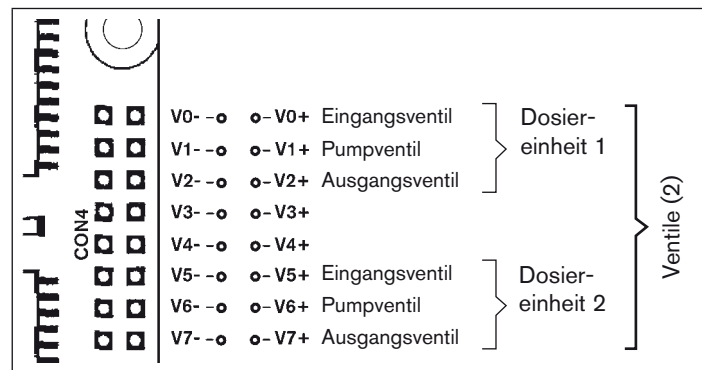 V0- V0+ Eingangsventil
V1- V1+ Pumpventil
V2- V2+ Ausgangsventil
V3- V3+
V4- V4+
V5- V5+ Eingangsventil
V6- V6+ Pumpventil
V7- V7+ Ausgangsventil
CON4
Dosier-
einheit 1
Dosier-
einheit 2
Ventile (2)